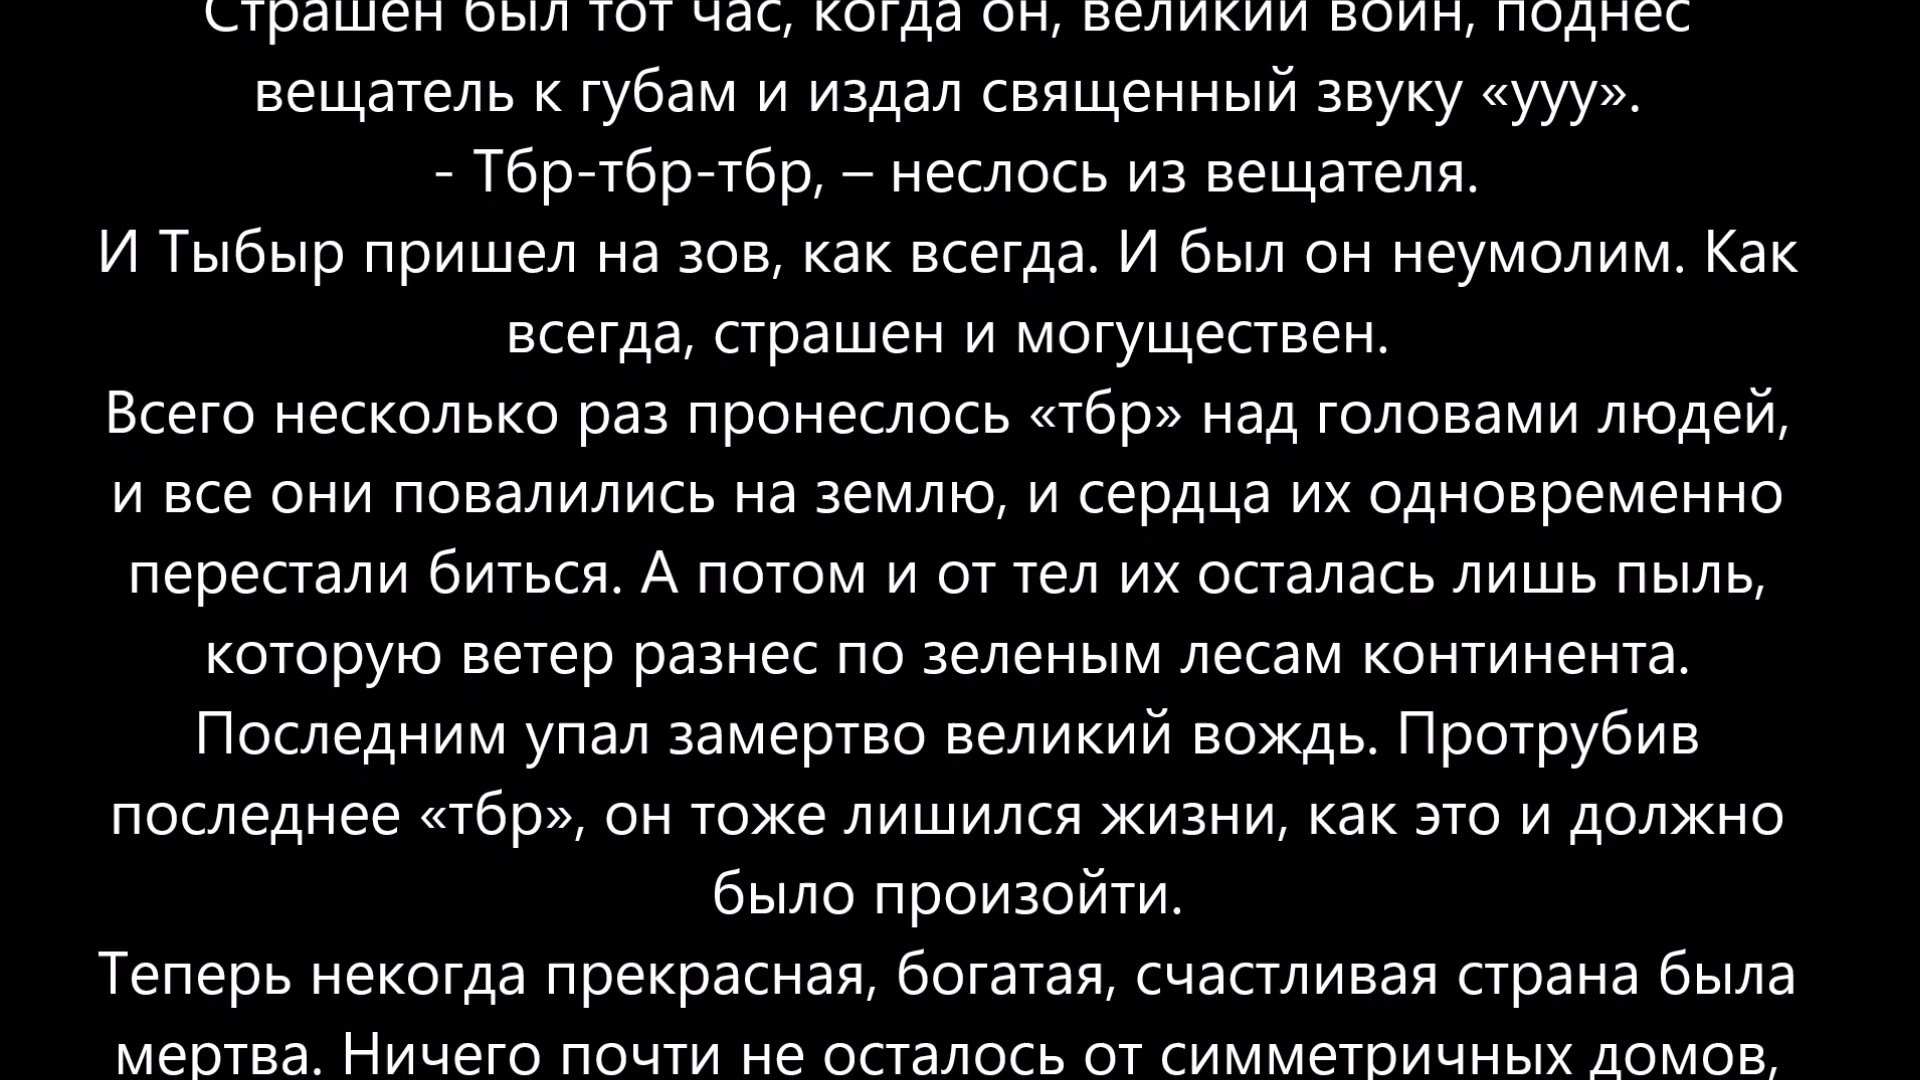 Страшен был тот час, когда он, великий воин, поднес
вещатель к губам и издал священный звуку «ууу».
- Тбр-тбр-тбр, – неслось из вещателя.
И Тыбыр пришел на зов, как всегда. И был он неумолим. Как
всегда, страшен и могуществен.
Всего несколько раз пронеслось «тбр» над головами людей,
и все они повалились на землю, и сердца их одновременно
перестали биться. А потом и от тел их осталась лишь пыль,
которую ветер разнес по зеленым лесам континента.
Последним упал замертво великий вождь. Протрубив
последнее «тбр», он тоже лишился жизни, как это и должно
было произойти.
Теперь некогда прекрасная, богатая, счастливая страна была
мертва. Ничего почти не осталось от симметричных домов,